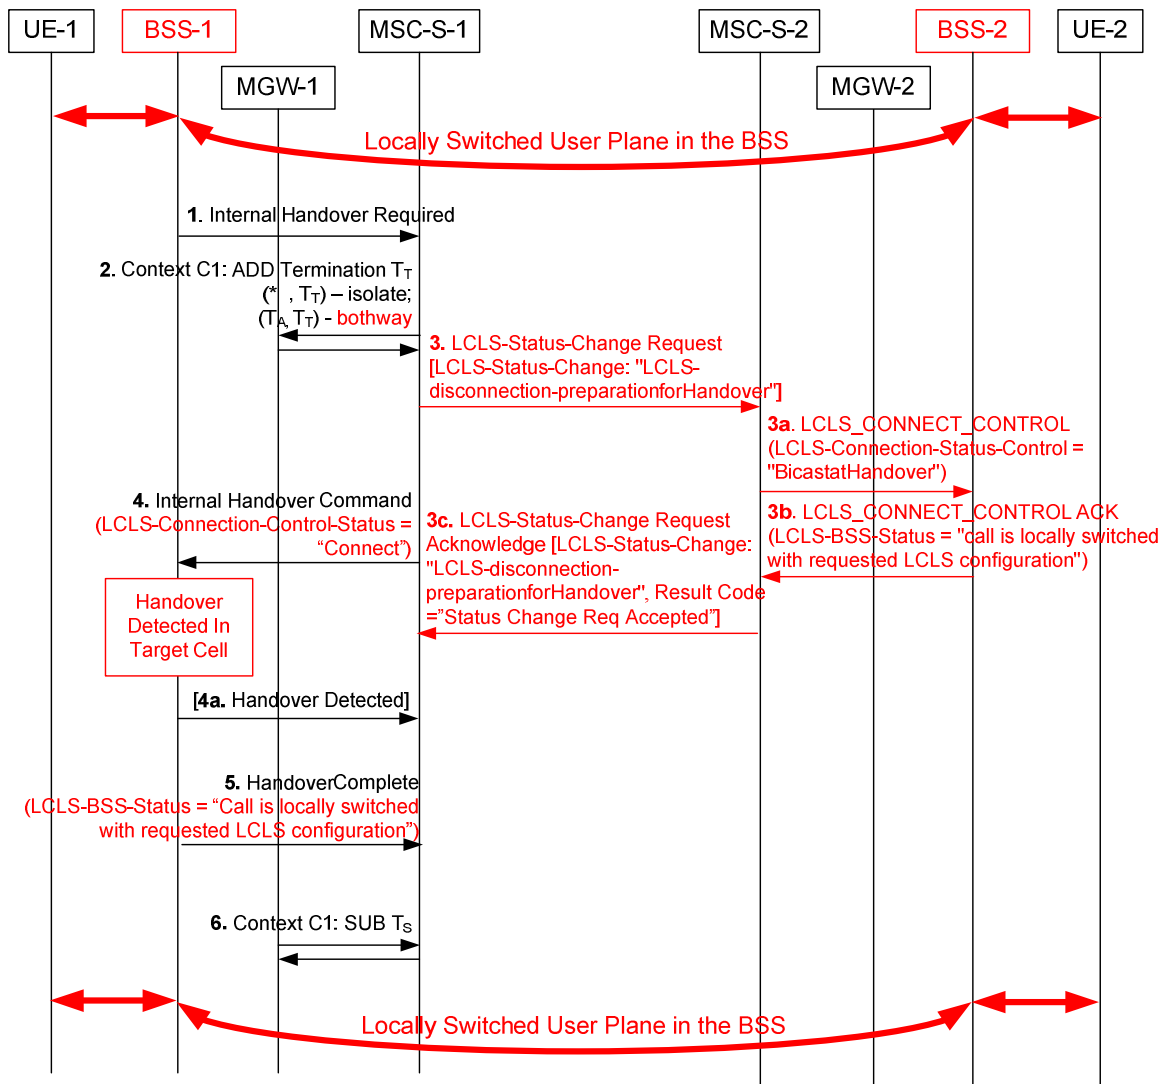 UE-1
BSS-1
MSC-S-1
MSC-S-2
BSS-2
UE-2
MGW-1
MGW-2
Locally Switched User Plane in the BSS
1. Internal Handover Required
2. Context C1: ADD Termination TT
(* , TT) – isolate;
(TA, TT) - bothway
3. LCLS-Status-Change Request
[LCLS-Status-Change: "LCLS-
disconnection-preparationforHandover"]
3a. LCLS_CONNECT_CONTROL
(LCLS-Connection-Status-Control =
"BicastatHandover")
4. Internal Handover Command
(LCLS-Connection-Control-Status =
“Connect”)
3b. LCLS_CONNECT_CONTROL ACK
(LCLS-BSS-Status = "call is locally switched
with requested LCLS configuration")
3c. LCLS-Status-Change Request
Acknowledge [LCLS-Status-Change:
"LCLS-disconnection-
preparationforHandover", Result Code
=”Status Change Req Accepted”]
Handover
Detected In
Target Cell
[4a. Handover Detected]
5. HandoverComplete
(LCLS-BSS-Status = “Call is locally switched
with requested LCLS configuration”)
6. Context C1: SUB TS
Locally Switched User Plane in the BSS